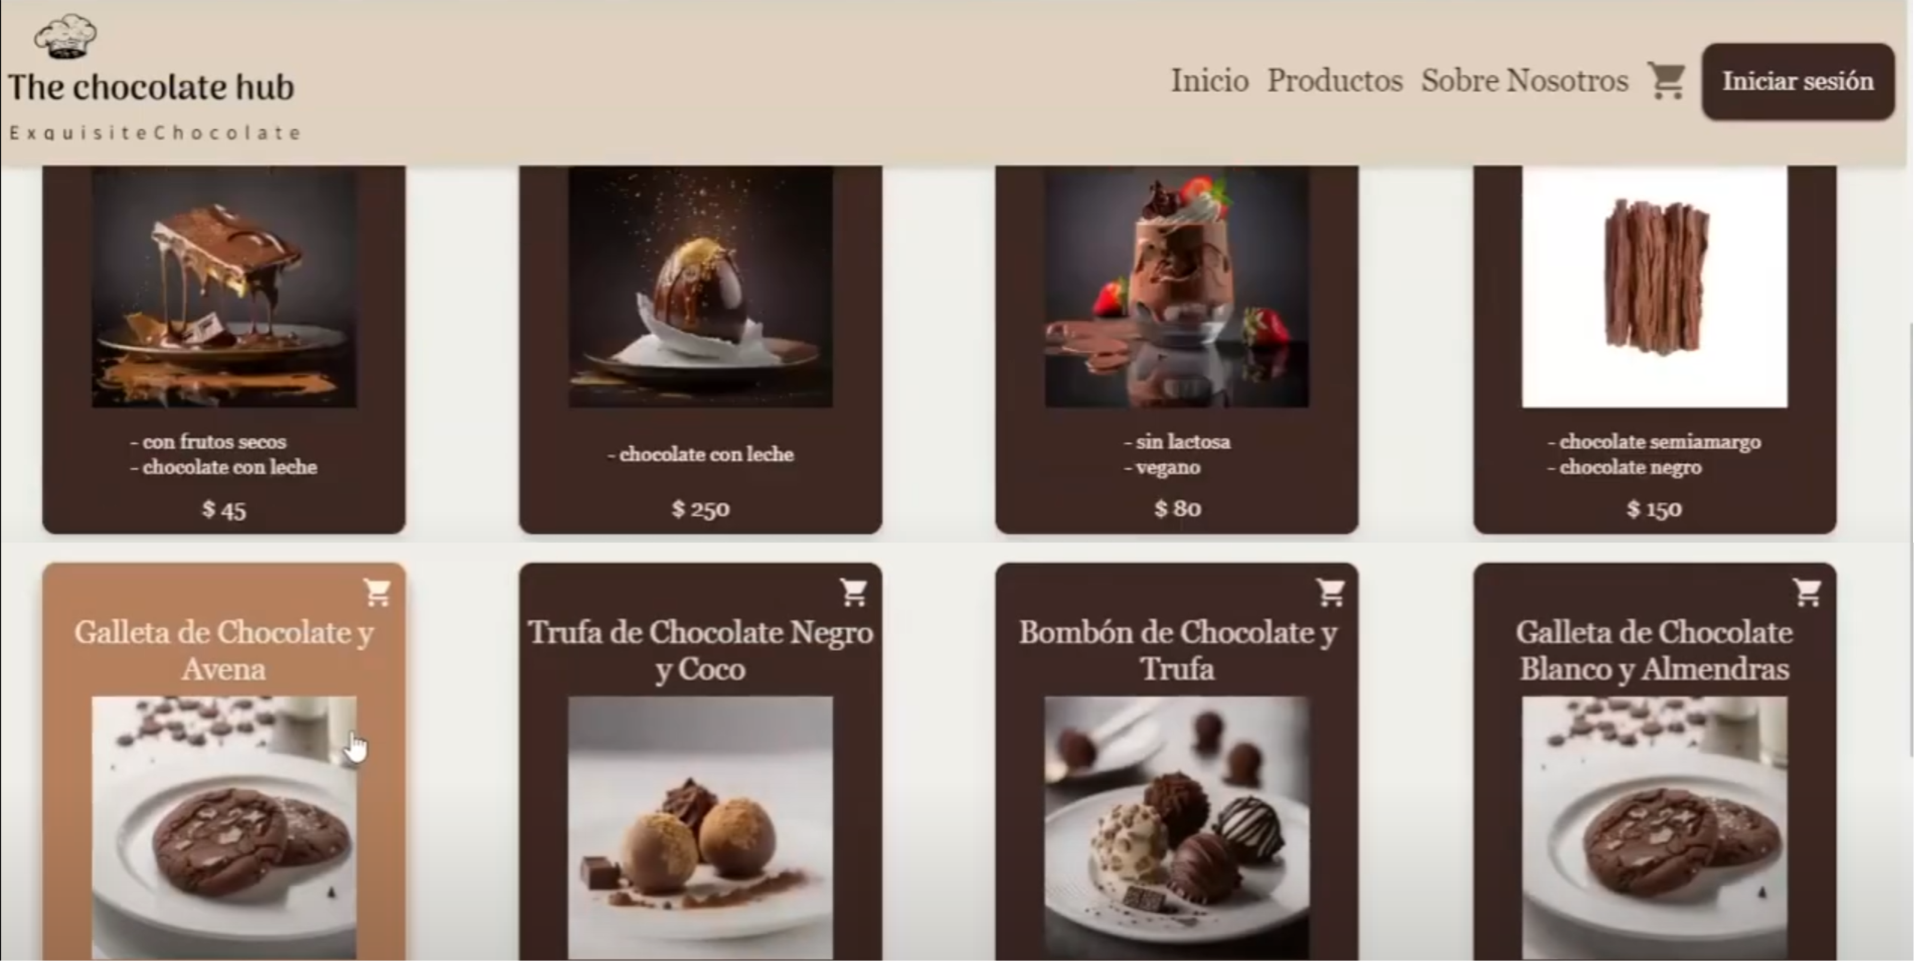 The chocolate hub
ExquisiteChocolate
Inicio Productos Sobre Nosotros Iniciar sesión
- con frutos secos
- chocolate con leche
$ 45
- chocolate con leche
$ 250
- sin lactosa
- vegano
$ 80
- chocolate semiamargo
- chocolate negro
$ 150
Galleta de Chocolate y
Avena
Trufa de Chocolate Negro
y Coco
Bombón de Chocolate y
Trufa
Galleta de Chocolate
Blanco y Almendras